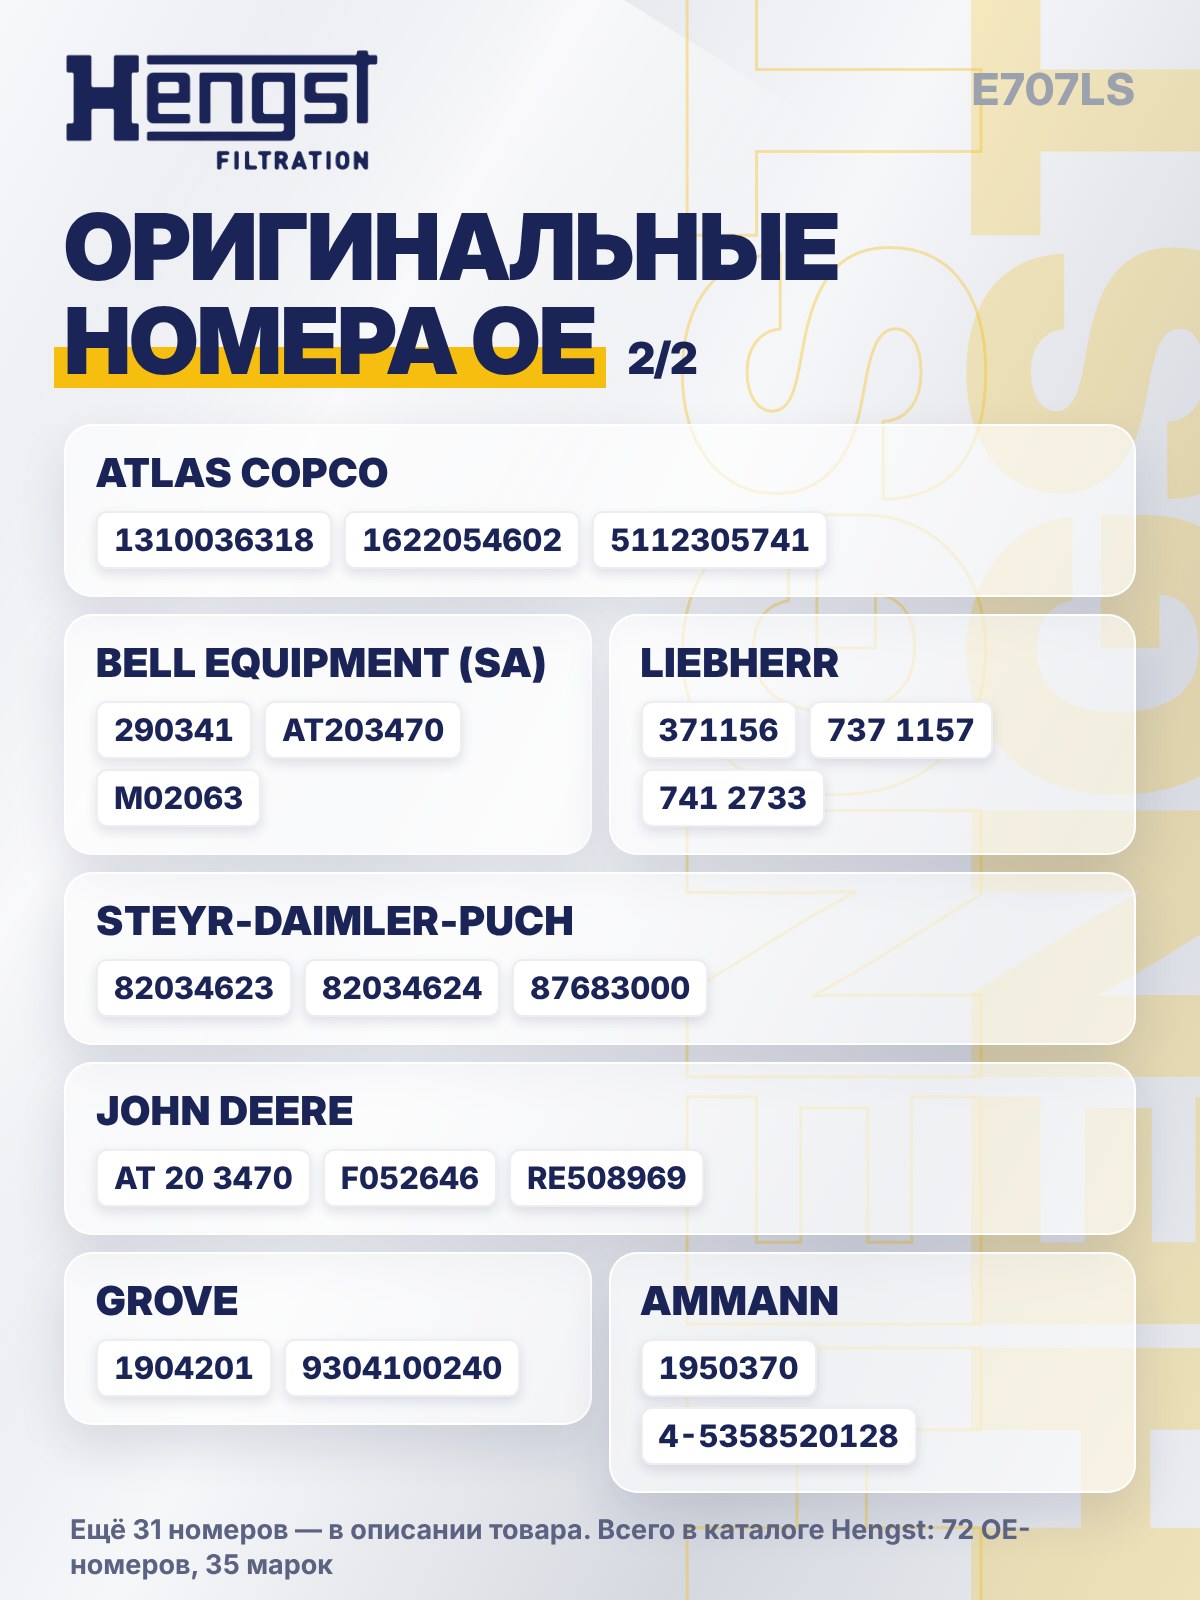 Hengst
FILTRATION
E707LS
ОРИГИНАЛЬНЫЕ
НОМЕРА OE 2/2
ATLAS COPCO
1310036318 1622054602 5112305741
BELL EQUIPMENT (SA)
290341 AT203470
M02063
LIEBHERR
371156 737 1157
741 2733
STEYR-DAIMLER-PUCH
82034623 82034624 87683000
JOHN DEERE
AT 20 3470 F052646 RE508969
GROVE
1904201 9304100240
AMMANN
1950370
4-5358520128
Ещё 31 номеров — в описании товара. Всего в каталоге Hengst: 72 OE-
номеров, 35 марок
HENGST
HENGST